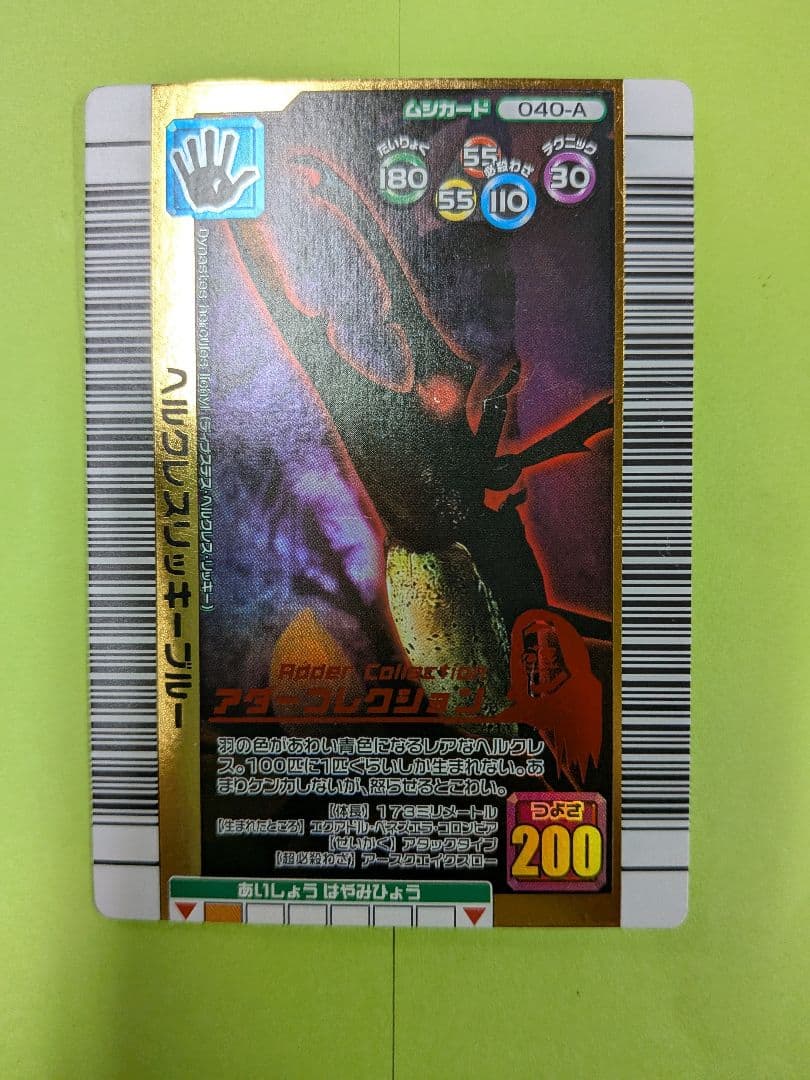 ムシカード 040-A
たいりょく
180
55
55
必殺わざ
110
テクニック
30
Dynastes hercules lichyi (ディナステス・ヘルクレス・リッキー)
ヘルクレスリッキーブルー
Adder Collection
アダーコレクション
羽の色があわい青色になるレアなヘルクレ
ス。100匹に1匹ぐらいしか生まれない。あ
まりケンカしないが、怒らせるとこわい。
【体長】 173ミリメートル
【生まれたところ】 エクアドル・ベネズエラ・コロンビア
【せいかく】 アタックタイプ
【超必殺わざ】 アースクエイクスロー
つよさ
200
あいしょう はやみひょう